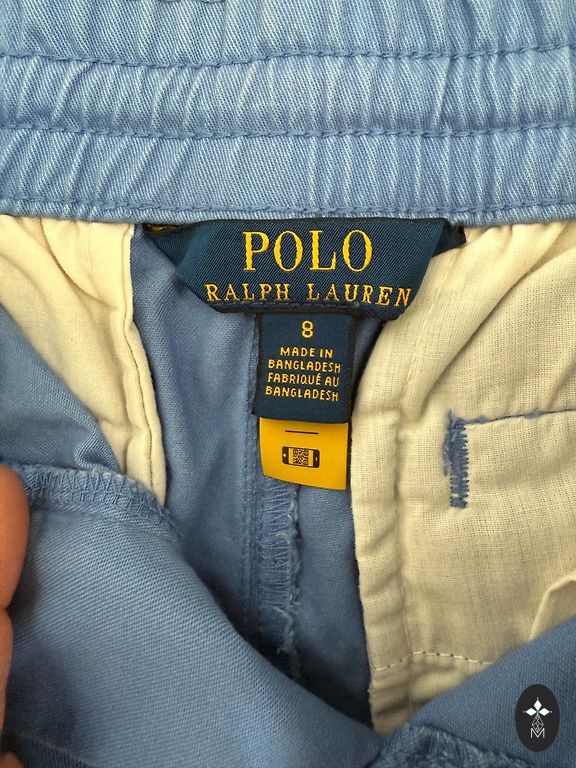 POLO
RALPH LAUREN
8
MADE IN
BANGLADESH
FABRIQUÉ AU
BANGLADESH